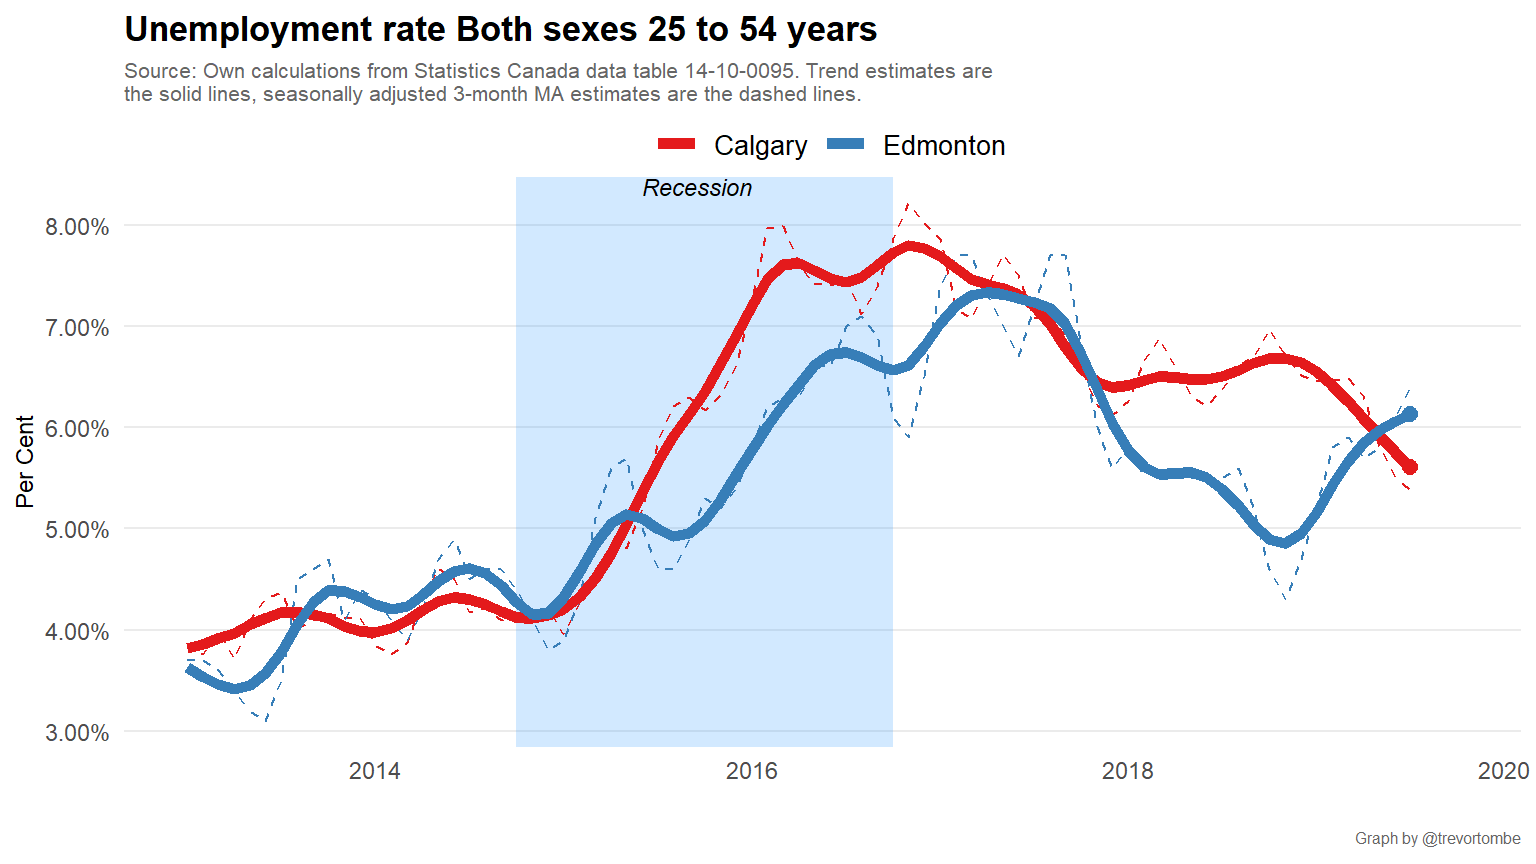 Unemployment rate Both sexes 25 to 54 years
Source: Own calculations from Statistics Canada data table 14-10-0095. Trend estimates are
the solid lines, seasonally adjusted 3-month MA estimates are the dashed lines.
Calgary Edmonton
Recession
8.00%
7.00%
6.00%
5.00%
4.00%
3.00%
Per Cent
2014 2016 2018 2020
Graph by @trevortombe